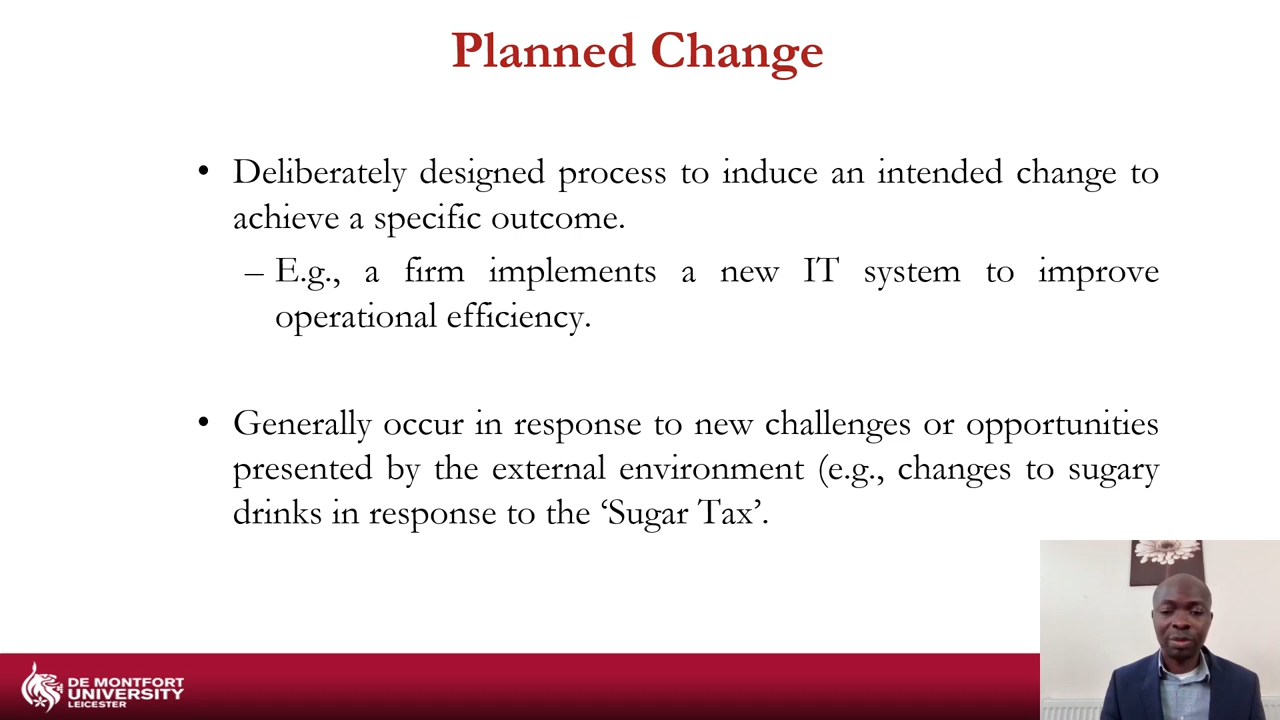 Planned Change
• Deliberately designed process to induce an intended change to
achieve a specific outcome.
– E.g., a firm implements a new IT system to improve
operational efficiency.
• Generally occur in response to new challenges or opportunities
presented by the external environment (e.g., changes to sugary
drinks in response to the ‘Sugar Tax’.
DE MONTFORT
UNIVERSITY
LEICESTER